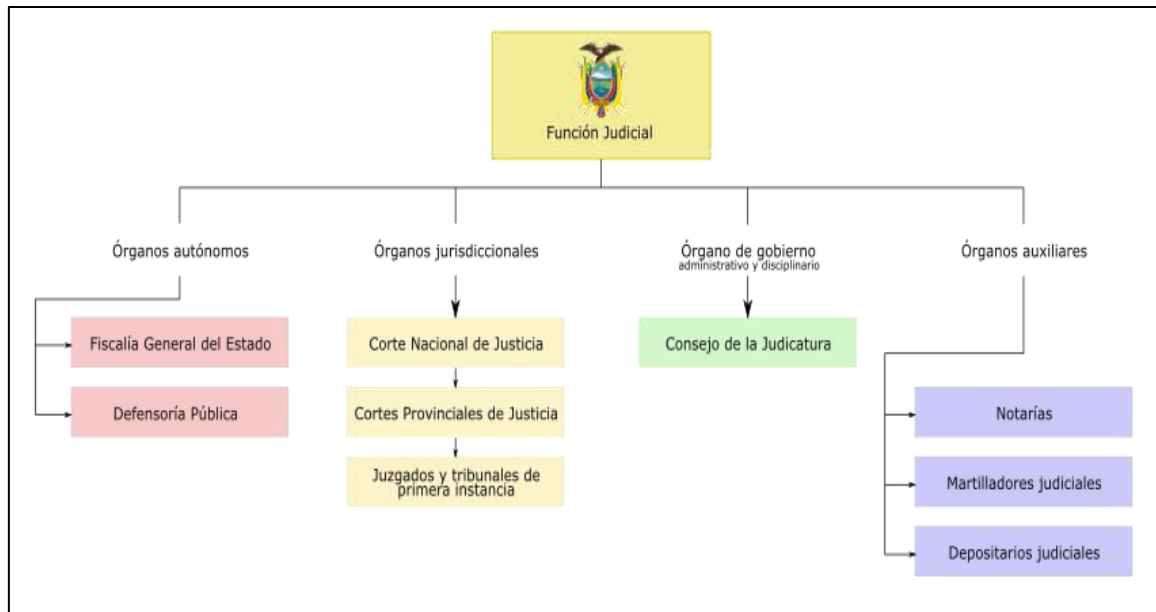 Función Judicial
Órganos autónomos
Órganos jurisdiccionales
Órgano de gobierno
administrativo y disciplinario
Órganos auxiliares
Fiscalía General del Estado
Corte Nacional de Justicia
Consejo de la Judicatura
Defensoría Pública
Cortes Provinciales de Justicia
Notarías
Juzgados y tribunales de
primera instancia
Martilladores judiciales
Depositarios judiciales